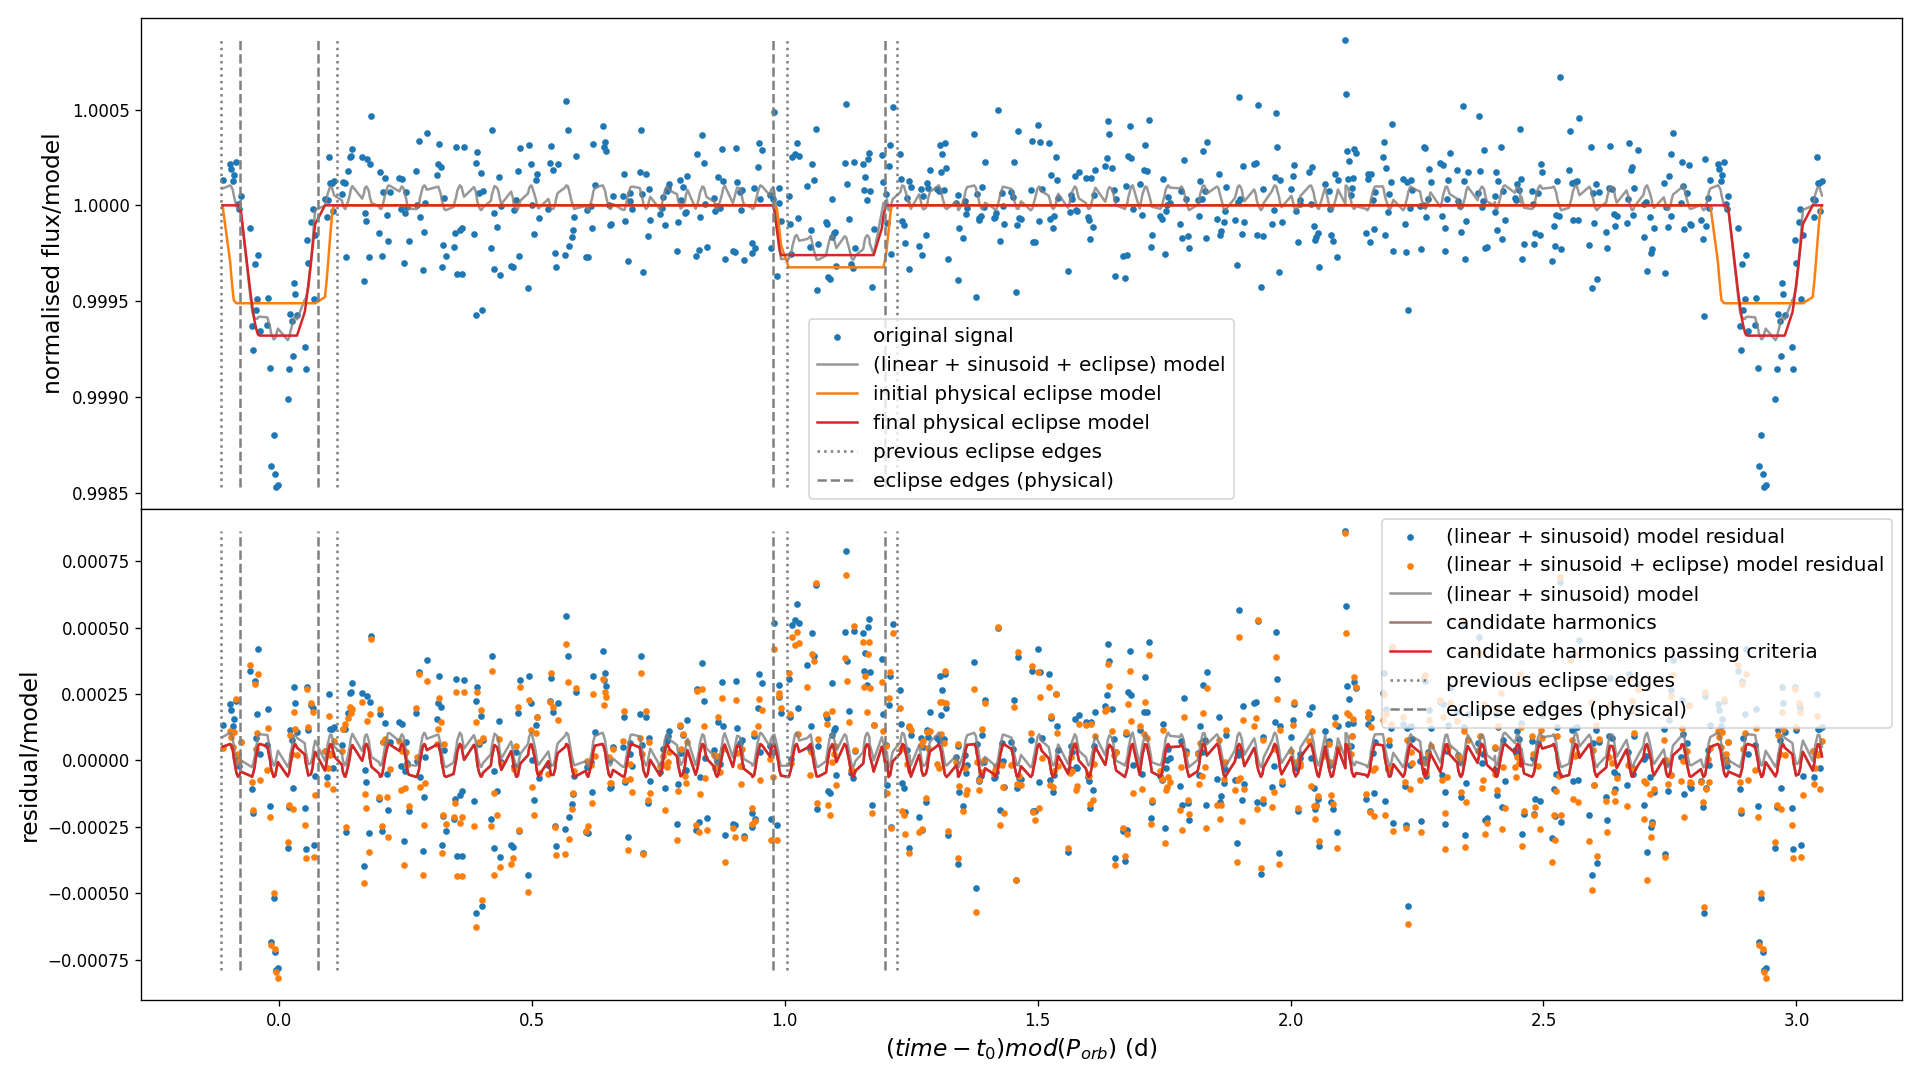 normalised flux/model
1.0005
1.0000
0.9995
0.9990
0.9985
original signal
(linear + sinusoid + eclipse) model
initial physical eclipse model
final physical eclipse model
previous eclipse edges
eclipse edges (physical)
residual/model
0.00075
0.00050
0.00025
0.00000
−0.00025
−0.00050
−0.00075
(linear + sinusoid) model residual
(linear + sinusoid + eclipse) model residual
(linear + sinusoid) model
candidate harmonics
candidate harmonics passing criteria
previous eclipse edges
eclipse edges (physical)
0.0 0.5 1.0 1.5 2.0 2.5 3.0
(time − t₀)mod(P_orb) (d)